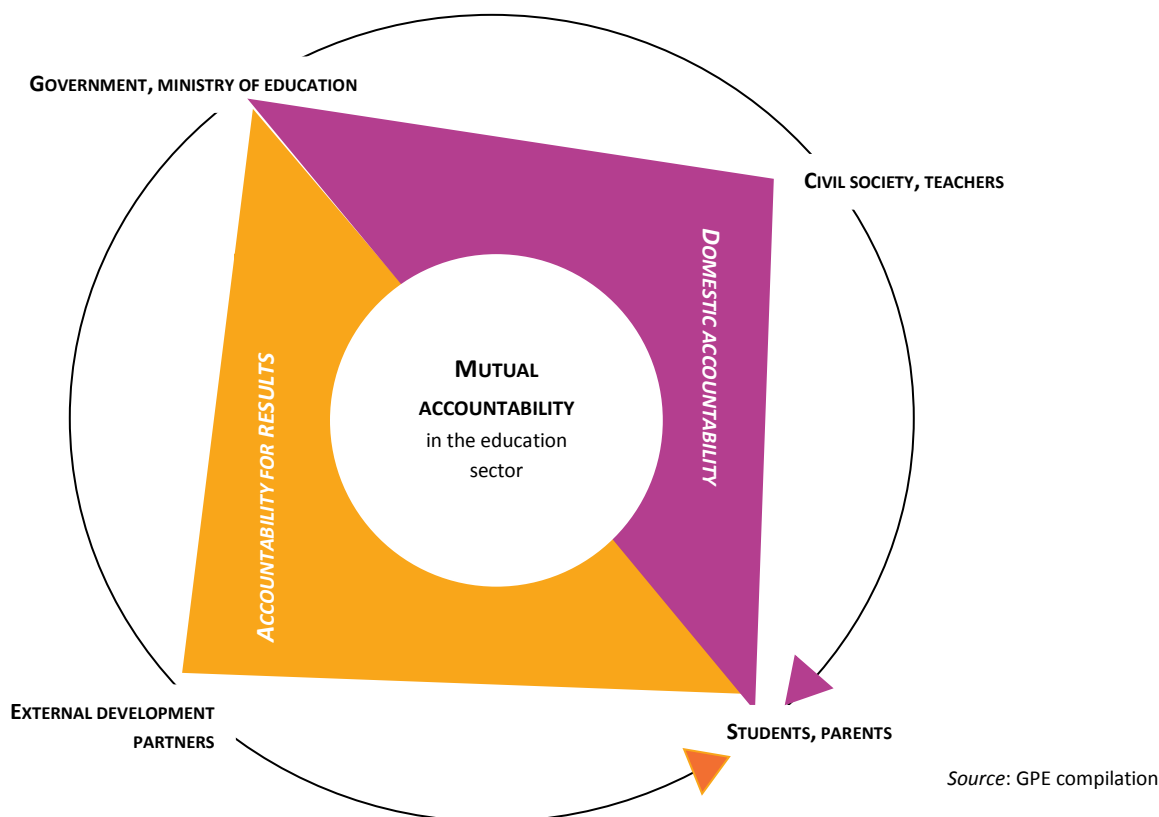 GOVERNMENT, MINISTRY OF EDUCATION
CIVIL SOCIETY, TEACHERS
DOMESTIC ACCOUNTABILITY
MUTUAL
ACCOUNTABILITY
in the education
sector
ACCOUNTABILITY FOR RESULTS
EXTERNAL DEVELOPMENT
PARTNERS
STUDENTS, PARENTS
Source: GPE compilation